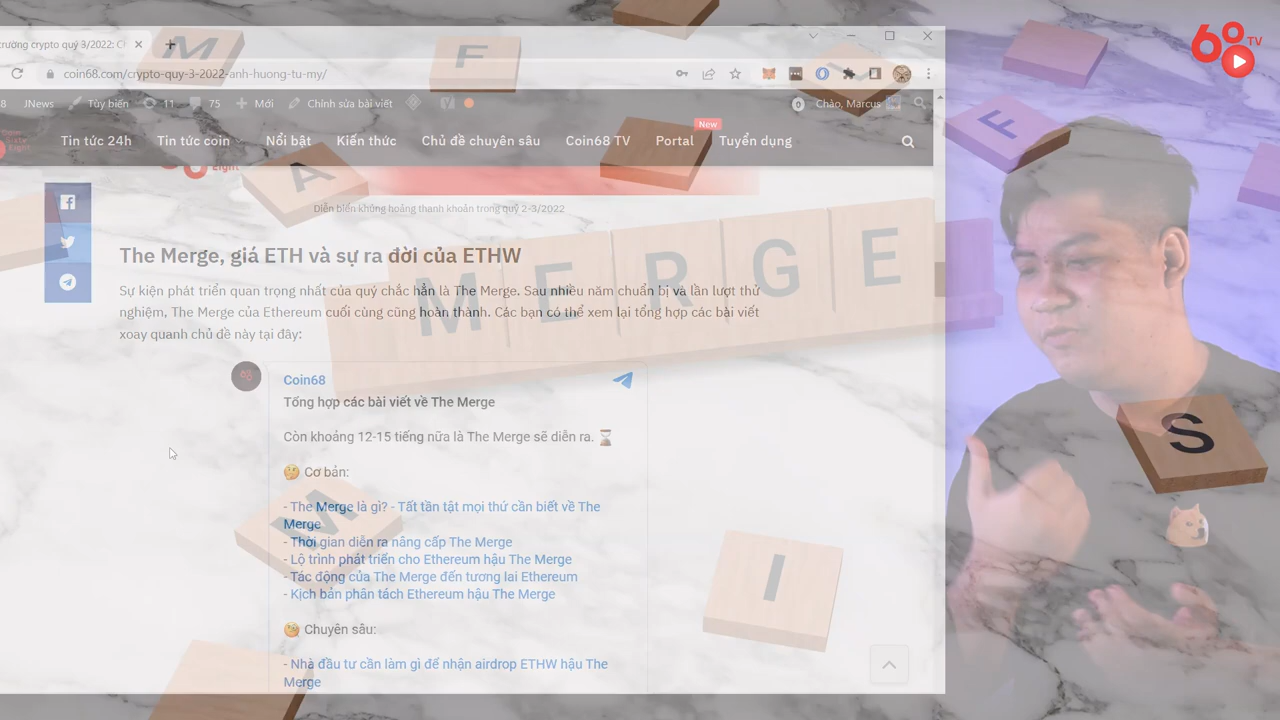 trường crypto quý 3/2022: C
coin68.com/crypto-quy-3-2022-anh-huong-tu-my/
8 JNews Tùy biến 11 75 Mới Chỉnh sửa bài viết 0 Chào, Marcus
New
Tin tức 24h Tin tức coin Nổi bật Kiến thức Chủ đề chuyên sâu Coin68 TV Portal Tuyển dụng
Eight
Diễn biến khủng hoảng thanh khoản trong quý 2-3/2022
The Merge, giá ETH và sự ra đời của ETHW
Sự kiện phát triển quan trọng nhất của quý chắc hẳn là The Merge. Sau nhiều năm chuẩn bị và lần lượt thử
nghiệm, The Merge của Ethereum cuối cùng cũng hoàn thành. Các bạn có thể xem lại tổng hợp các bài viết
xoay quanh chủ đề này tại đây:
Coin68
Tổng hợp các bài viết về The Merge
Còn khoảng 12-15 tiếng nữa là The Merge sẽ diễn ra.
Cơ bản:
- The Merge là gì? - Tất tần tật mọi thứ cần biết về The
Merge
- Thời gian diễn ra nâng cấp The Merge
- Lộ trình phát triển cho Ethereum hậu The Merge
- Tác động của The Merge đến tương lai Ethereum
- Kịch bản phân tách Ethereum hậu The Merge
Chuyên sâu:
- Nhà đầu tư cần làm gì để nhận airdrop ETHW hậu The
Merge
M
F
A
F
MERGE
S
M
I
68 TV